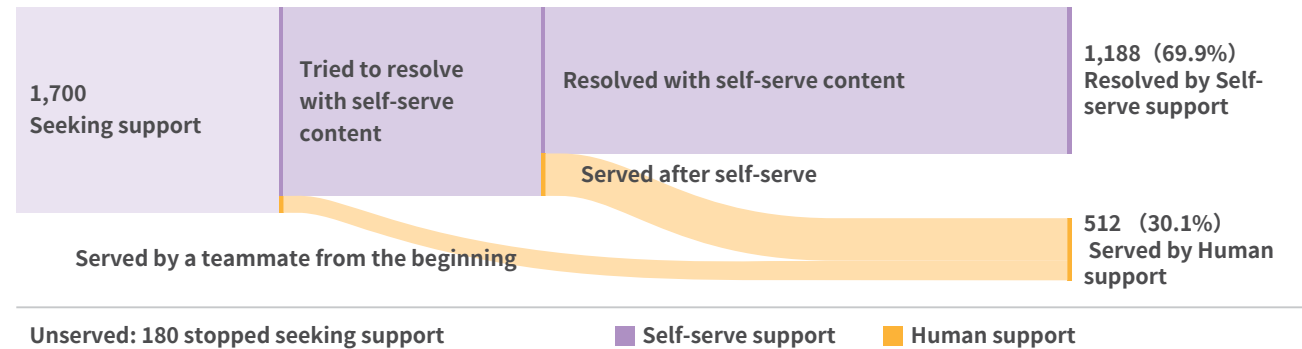 1,700
Seeking support
Tried to resolve
with self-serve
content
Resolved with self-serve content
1,188（69.9%）
Resolved by Self-
serve support
Served after self-serve
Served by a teammate from the beginning
512 （30.1%）
Served by Human
support
Unserved: 180 stopped seeking support
Self-serve support
Human support